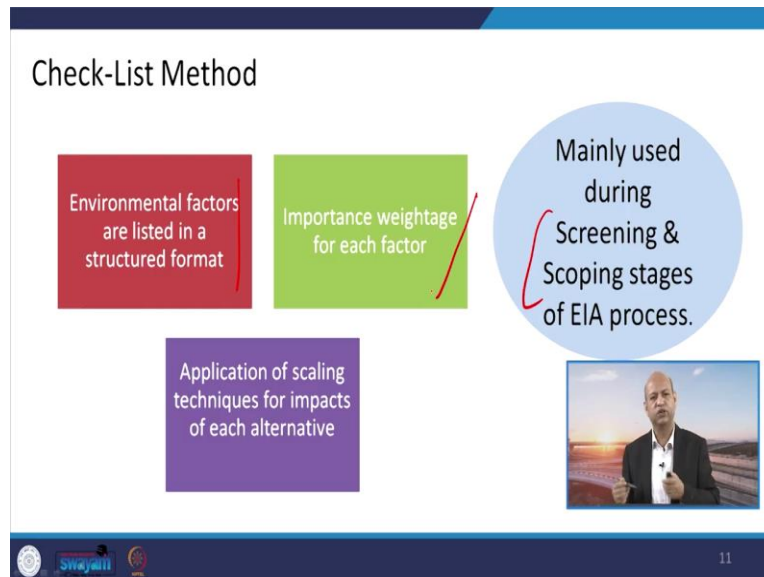 Check-List Method
Environmental factors
are listed in a
structured format
Importance weightage
for each factor
Mainly used
during
Screening &
Scoping stages
of EIA process.
Application of scaling
techniques for impacts
of each alternative
swayam
11